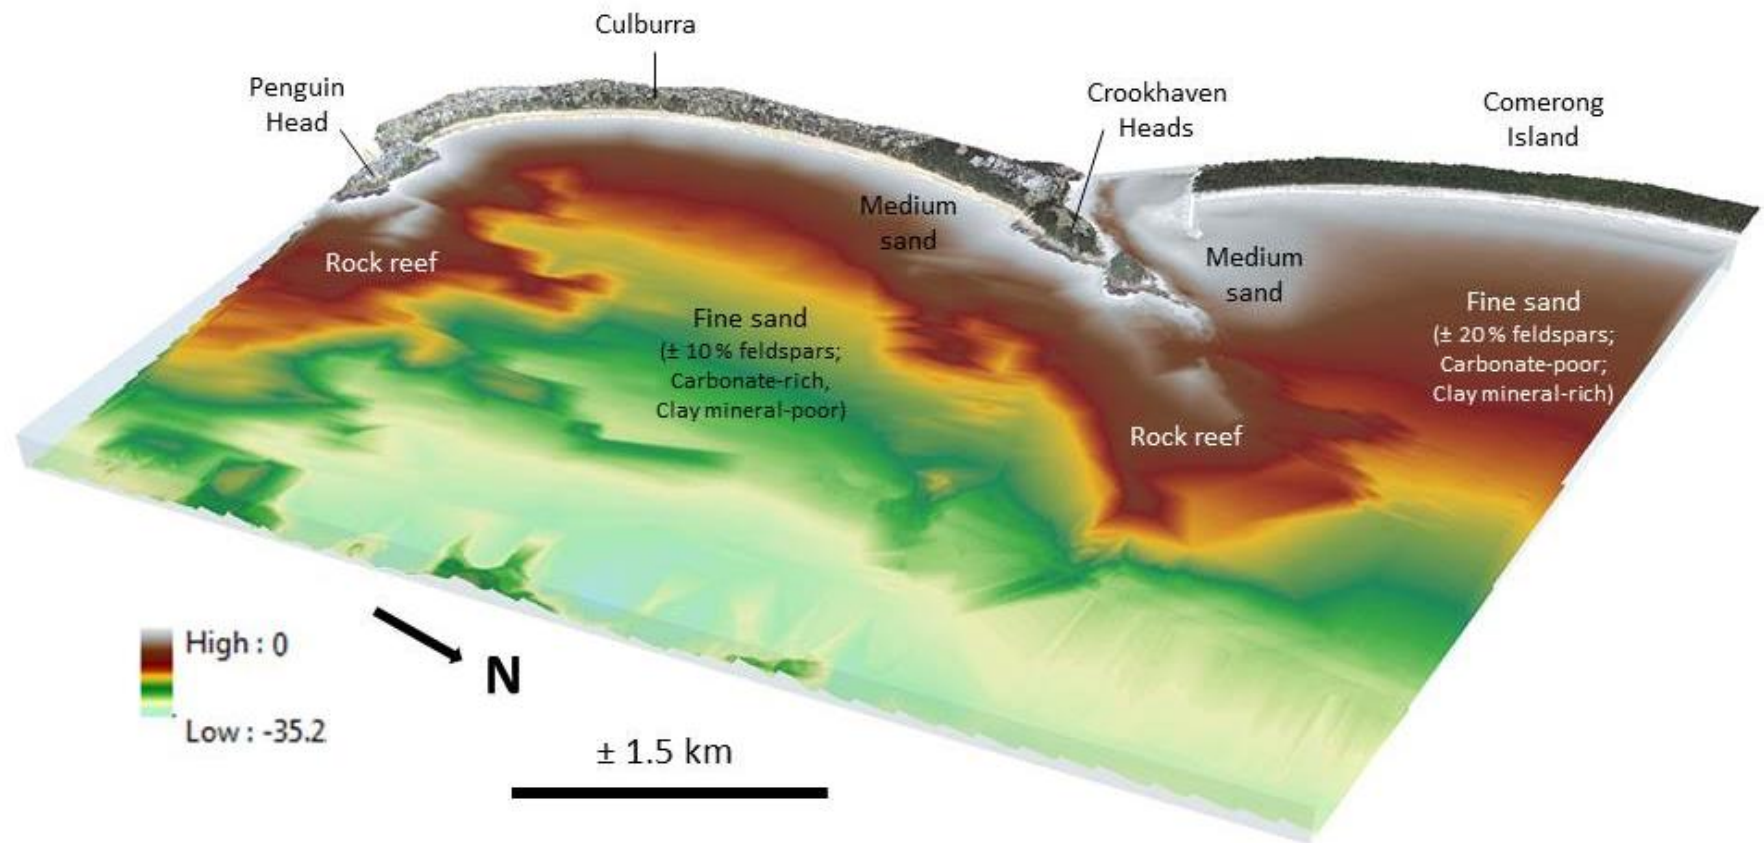 Culburra
Penguin
Head
Crookhaven
Heads
Comerong
Island
Medium
sand
Rock reef
Medium
sand
Fine sand
(± 10 % feldspars;
Carbonate-rich,
Clay mineral-poor)
Fine sand
(± 20 % feldspars;
Carbonate-poor;
Clay mineral-rich)
Rock reef
High : 0
Low : -35.2
N
± 1.5 km